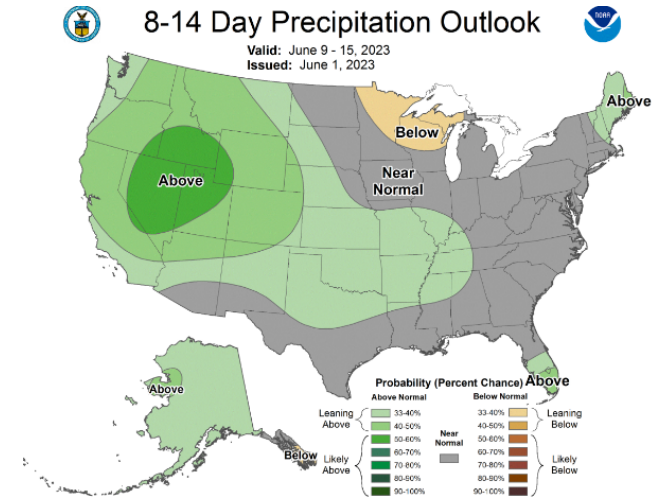 8-14 Day Precipitation Outlook
Valid: June 9 - 15, 2023
Issued: June 1, 2023
NOAA
Above
Below
Near
Normal
Above
Above
Above
Below
Probability (Percent Chance)
Above Normal
Below Normal
Leaning
Above
33-40%
40-50%
50-60%
60-70%
70-80%
80-90%
90-100%
Likely
Above
Near
Normal
33-40%
40-50%
50-60%
60-70%
70-80%
80-90%
90-100%
Leaning
Below
Likely
Below